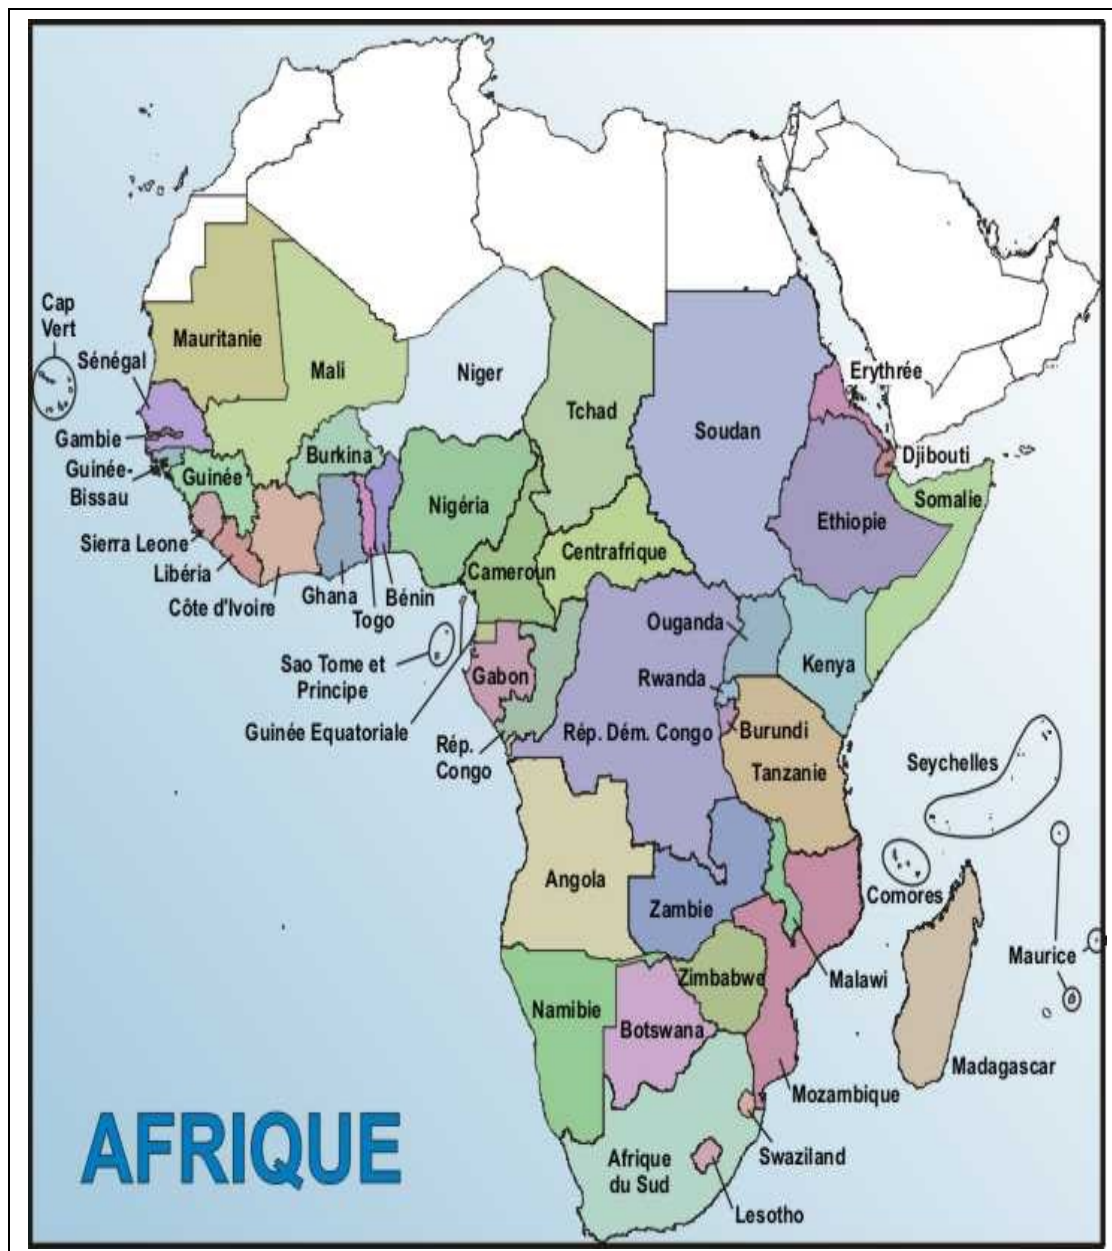 Cap
Vert
Sénégal
Mauritanie
Mali
Niger
Tchad
Soudan
Erythrée
Gambie
Guinée-
Bissau
Guinée
Burkina
Nigéria
Djibouti
Somalie
Ethiopie
Sierra Leone
Libéria
Côte d'Ivoire
Ghana
Togo
Bénin
Cameroun
Centrafrique
Ouganda
Kenya
Sao Tome et
Principe
Gabon
Rwanda
Guinée Equatoriale
Rép.
Congo
Rép. Dém. Congo
Burundi
Tanzanie
Seychelles
Angola
Zambie
Comores
Malawi
Maurice
Namibie
Zimbabwe
Botswana
Madagascar
Mozambique
AFRIQUE
Afrique
du Sud
Swaziland
Lesotho